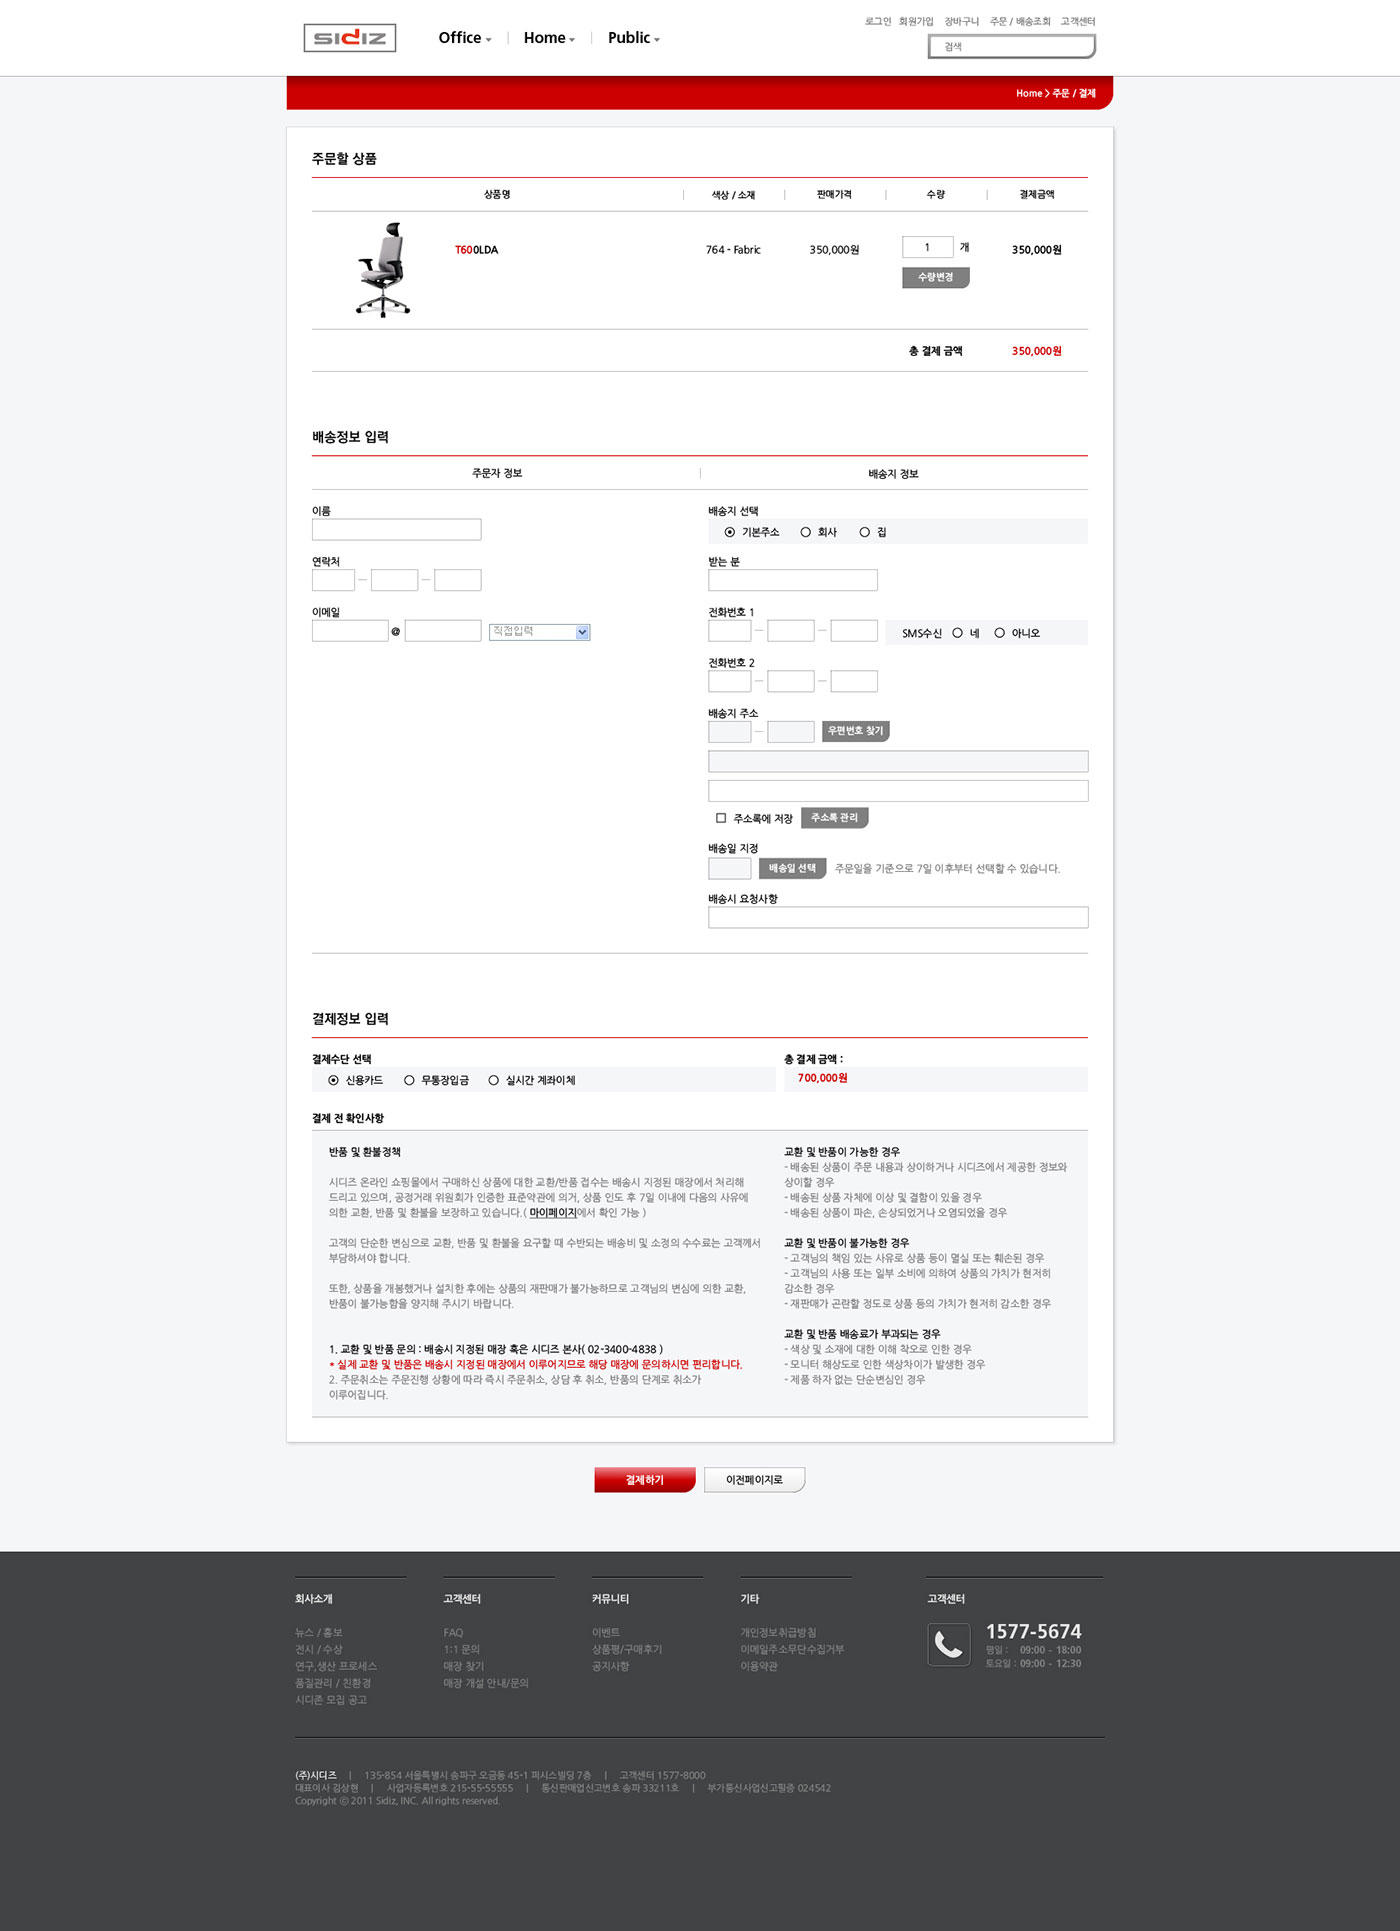 SIDIZ
Office
Home
Public
로그인 회원가입 장바구니 주문 / 배송조회 고객센터
검색
Home > 주문 / 결제
주문할 상품
상품명 색상 / 소재 판매가격 수량 결제금액
T600LDA 764 - Fabric 350,000원 1 개 350,000원
수량변경
총 결제 금액 350,000원
배송정보 입력
주문자 정보 배송지 정보
이름
연락처
이메일
@ 직접입력
배송지 선택
기본주소 회사 집
받는 분
전화번호 1
SMS수신 네 아니오
전화번호 2
배송지 주소
우편번호 찾기
주소록에 저장 주소록 관리
배송일 지정
배송일 선택 주문일을 기준으로 7일 이후부터 선택할 수 있습니다.
배송시 요청사항
결제정보 입력
결제수단 선택
신용카드 무통장입금 실시간 계좌이체
총 결제 금액 :
700,000원
결제 전 확인사항
반품 및 환불정책
시디즈 온라인 쇼핑몰에서 구매하신 상품에 대한 교환/반품 접수는 배송시 지정된 매장에서 처리해
드리고 있으며, 공정거래 위원회가 인증한 표준약관에 의거, 상품 인도 후 7일 이내에 다음의 사유에
의한 교환, 반품 및 환불을 보장하고 있습니다.( 마이페이지에서 확인 가능 )
고객의 단순한 변심으로 교환, 반품 및 환불을 요구할 때 수반되는 배송비 및 소정의 수수료는 고객께서
부담하셔야 합니다.
또한, 상품을 개봉했거나 설치한 후에는 상품의 재판매가 불가능하므로 고객님의 변심에 의한 교환,
반품이 불가능함을 양지해 주시기 바랍니다.
1. 교환 및 반품 문의 : 배송시 지정된 매장 혹은 시디즈 본사( 02-3400-4838 )
* 실제 교환 및 반품은 배송시 지정된 매장에서 이루어지므로 해당 매장에 문의하시면 편리합니다.
2. 주문취소는 주문진행 상황에 따라 즉시 주문취소, 상담 후 취소, 반품의 단계로 취소가
이루어집니다.
교환 및 반품이 가능한 경우
- 배송된 상품이 주문 내용과 상이하거나 시디즈에서 제공한 정보와
상이할 경우
- 배송된 상품 자체에 이상 및 결함이 있을 경우
- 배송된 상품이 파손, 손상되었거나 오염되었을 경우
교환 및 반품이 불가능한 경우
- 고객님의 책임 있는 사유로 상품 등이 멸실 또는 훼손된 경우
- 고객님의 사용 또는 일부 소비에 의하여 상품의 가치가 현저히
감소한 경우
- 재판매가 곤란할 정도로 상품 등의 가치가 현저히 감소한 경우
교환 및 반품 배송료가 부과되는 경우
- 색상 및 소재에 대한 이해 착오로 인한 경우
- 모니터 해상도로 인한 색상차이가 발생한 경우
- 제품 하자 없는 단순변심인 경우
결제하기 이전페이지로
회사소개
뉴스 / 홍보
전시 / 수상
연구,생산 프로세스
품질관리 / 친환경
시디존 모집 공고
고객센터
FAQ
1:1 문의
매장 찾기
매장 개설 안내/문의
커뮤니티
이벤트
상품평/구매후기
공지사항
기타
개인정보취급방침
이메일주소무단수집거부
이용약관
고객센터
1577-5674
평일 : 09:00 - 18:00
토요일 : 09:00 - 12:30
(주)시디즈 | 135-854 서울특별시 송파구 오금동 45-1 퍼시스빌딩 7층 | 고객센터 1577-8000
대표이사 김상현 | 사업자등록번호 215-55-55555 | 통신판매업신고번호 송파 33211호 | 부가통신사업신고필증 024542
Copyright ⓒ 2011 Sidiz, INC. All rights reserved.